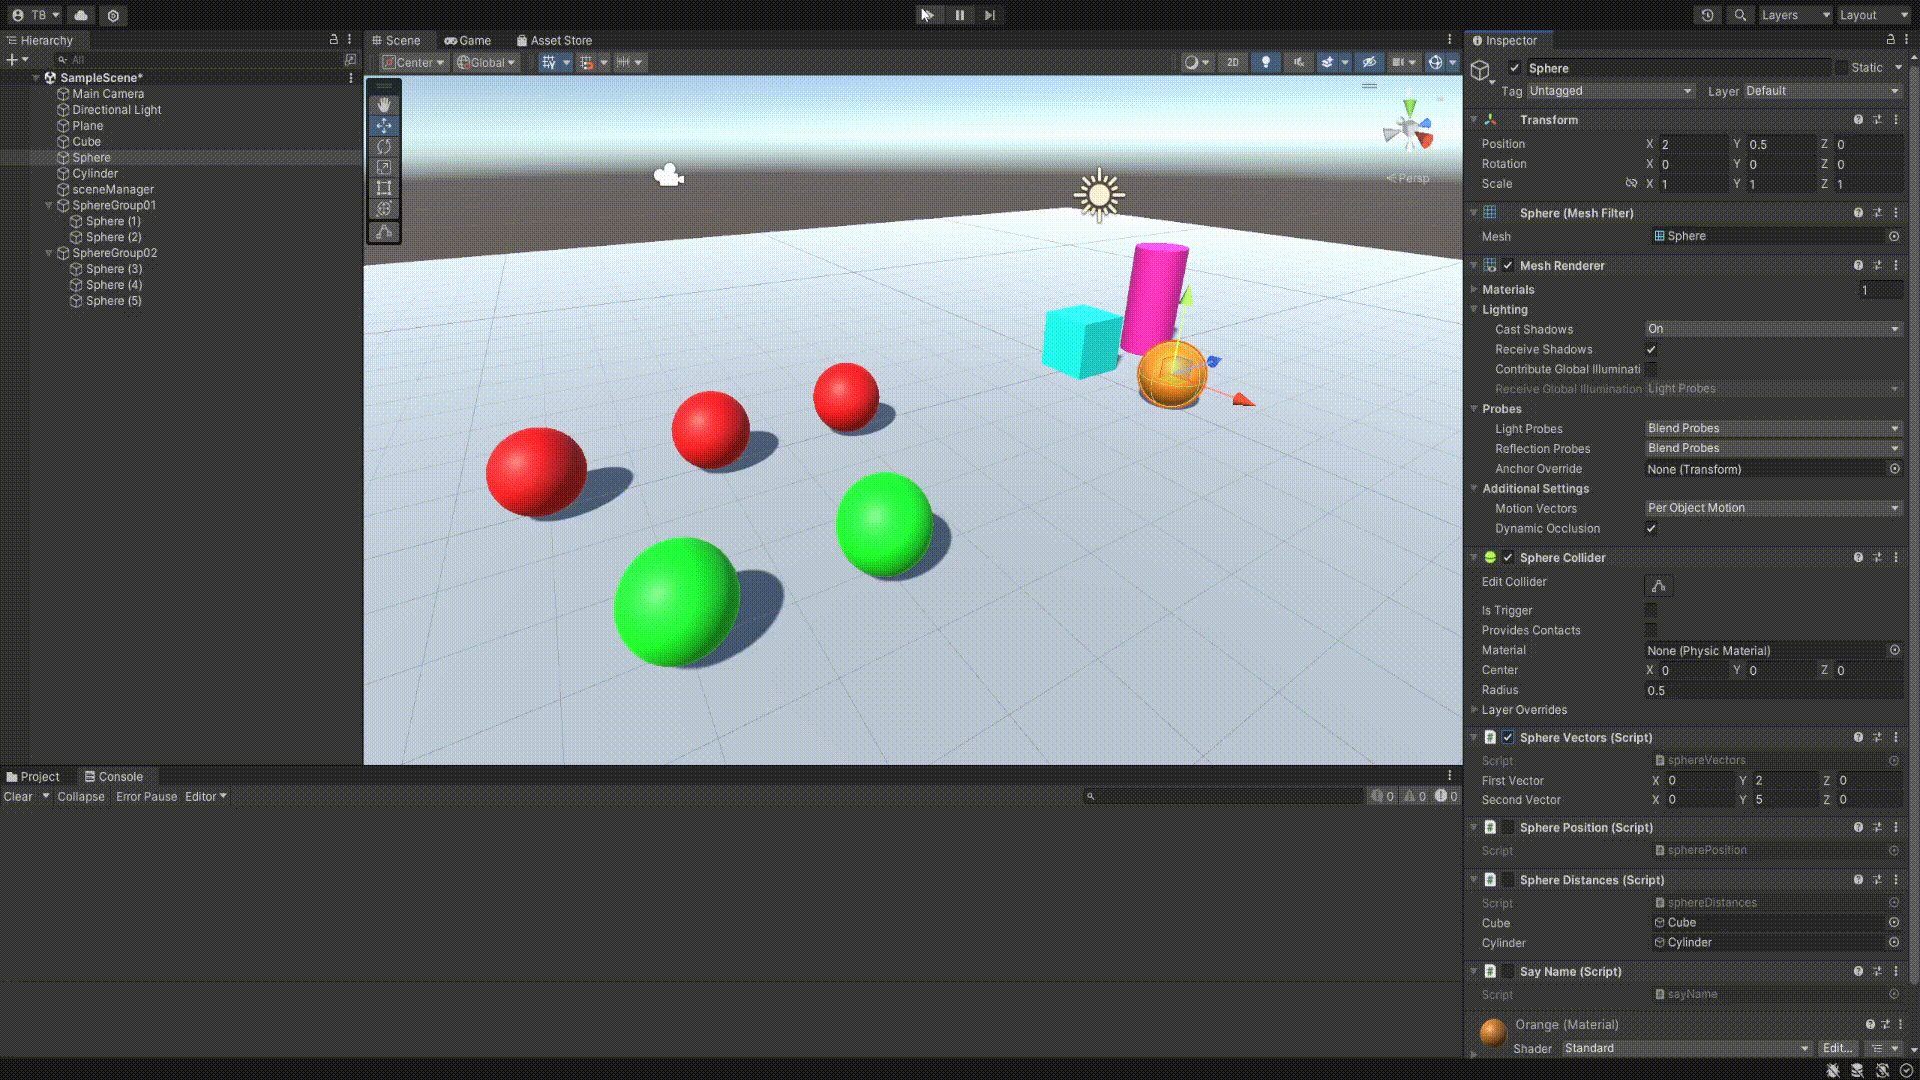 TB
Layers
Layout
Hierarchy
All
SampleScene*
Main Camera
Directional Light
Plane
Cube
Sphere
Cylinder
sceneManager
SphereGroup01
Sphere (1)
Sphere (2)
SphereGroup02
Sphere (3)
Sphere (4)
Sphere (5)
Scene
Game
Asset Store
Center
Global
2D
Persp
Project
Console
Clear
Collapse
Error Pause
Editor
0
0
0
Inspector
Sphere
Static
Tag Untagged
Layer Default
Transform
Position X 2 Y 0.5 Z 0
Rotation X 0 Y 0 Z 0
Scale X 1 Y 1 Z 1
Sphere (Mesh Filter)
Mesh Sphere
Mesh Renderer
Materials 1
Lighting
Cast Shadows On
Receive Shadows
Contribute Global Illuminati
Receive Global Illumination Light Probes
Probes
Light Probes Blend Probes
Reflection Probes Blend Probes
Anchor Override None (Transform)
Additional Settings
Motion Vectors Per Object Motion
Dynamic Occlusion
Sphere Collider
Edit Collider
Is Trigger
Provides Contacts
Material None (Physic Material)
Center X 0 Y 0 Z 0
Radius 0.5
Layer Overrides
Sphere Vectors (Script)
Script sphereVectors
First Vector X 0 Y 2 Z 0
Second Vector X 0 Y 5 Z 0
Sphere Position (Script)
Script spherePosition
Sphere Distances (Script)
Script sphereDistances
Cube Cube
Cylinder Cylinder
Say Name (Script)
Script sayName
Orange (Material)
Shader Standard Edit...